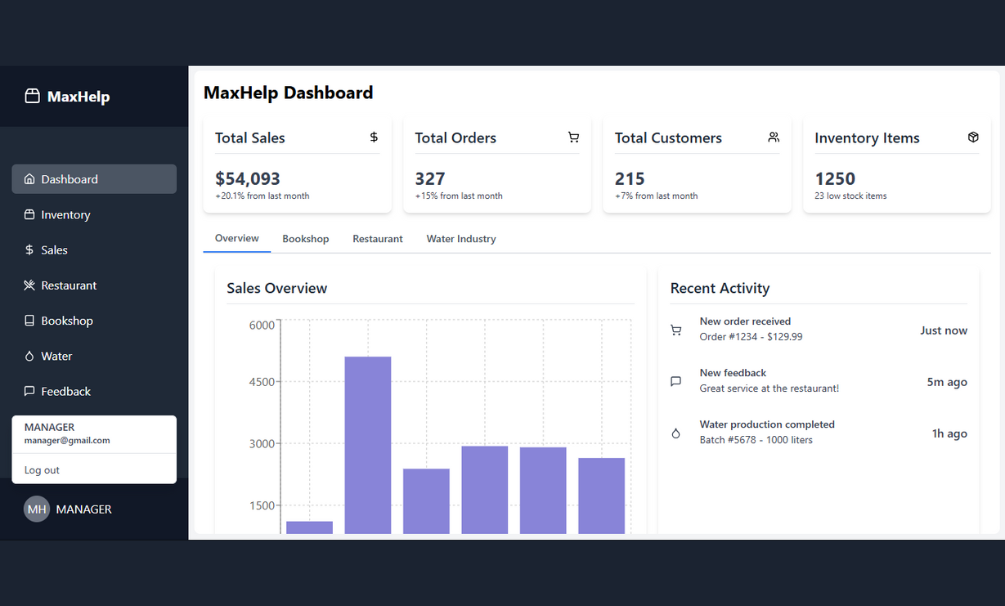 MaxHelp
Dashboard
Inventory
Sales
Restaurant
Bookshop
Water
Feedback
MANAGER
manager@gmail.com
Log out
MH MANAGER
MaxHelp Dashboard
Total Sales
$54,093
+20.1% from last month
Total Orders
327
+15% from last month
Total Customers
215
+7% from last month
Inventory Items
1250
23 low stock items
Overview Bookshop Restaurant Water Industry
Sales Overview
6000
4500
3000
1500
Recent Activity
New order received
Order #1234 - $129.99
Just now
New feedback
Great service at the restaurant!
5m ago
Water production completed
Batch #5678 - 1000 liters
1h ago